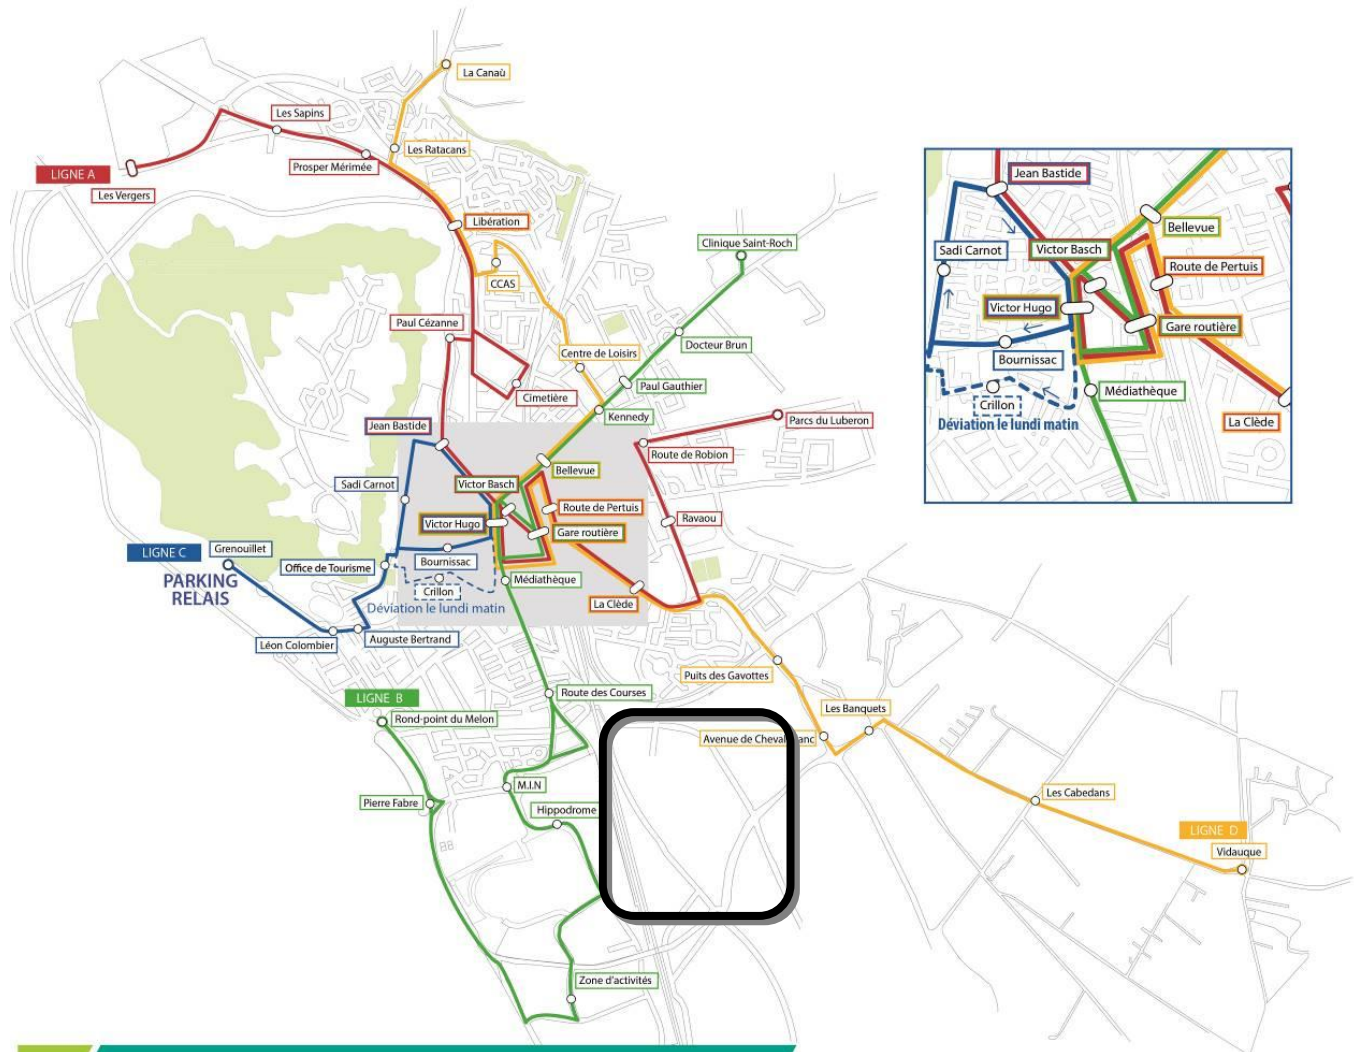 La Canaù
Les Sapins
Les Ratacans
Prosper Mérimée
LIGNE A
Les Vergers
Libération
Clinique Saint-Roch
CCAS
Paul Cézanne
Docteur Brun
Centre de Loisirs
Paul Gauthier
Cimetière
Kennedy
Parcs du Luberon
Jean Bastide
Route de Robion
Bellevue
Sadi Carnot
Victor Basch
Route de Pertuis
Ravaou
Victor Hugo
Gare routière
LIGNE C
Grenouillet
PARKING
RELAIS
Office de Tourisme
Bournissac
Médiathèque
Crillon
Déviation le lundi matin
La Clède
Léon Colombier
Auguste Bertrand
Puits des Gavottes
LIGNE B
Route des Courses
Rond-point du Melon
Les Banquets
Avenue de Cheval
anc
M.I.N
Pierre Fabre
Hippodrome
Les Cabedans
LIGNE D
Vidauque
Zone d'activités
Jean Bastide
Bellevue
Sadi Carnot
Victor Basch
Route de Pertuis
Victor Hugo
Gare routière
Bournissac
Médiathèque
Crillon
La Clède
Déviation le lundi matin